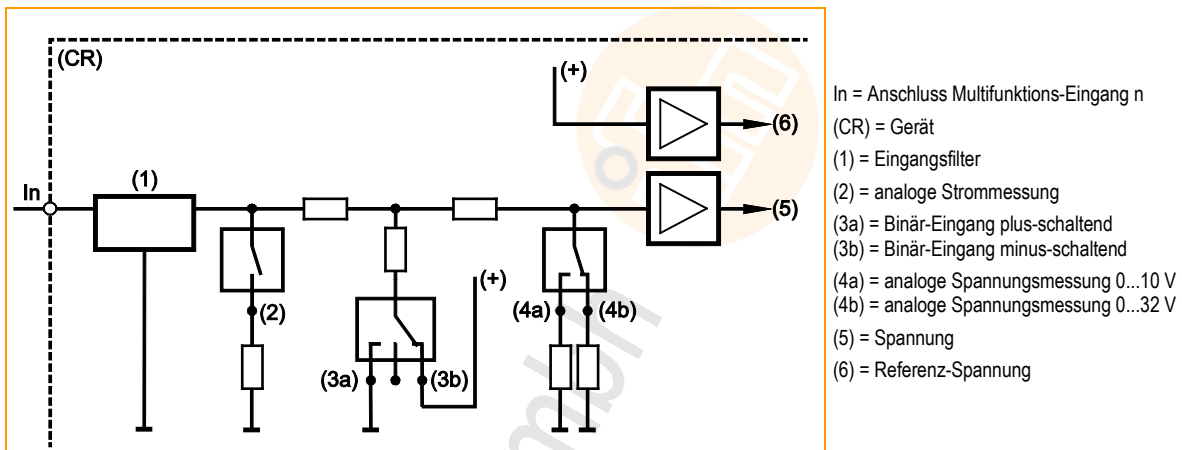 (CR)
(+)
(6)
In
(1)
(5)
(2)
(+)
(4a)
(4b)
(3a)
(3b)
In = Anschluss Multifunktions-Eingang n
(CR) = Gerät
(1) = Eingangsfilter
(2) = analoge Strommessung
(3a) = Binär-Eingang plus-schaltend
(3b) = Binär-Eingang minus-schaltend
(4a) = analoge Spannungsmessung 0...10 V
(4b) = analoge Spannungsmessung 0...32 V
(5) = Spannung
(6) = Referenz-Spannung